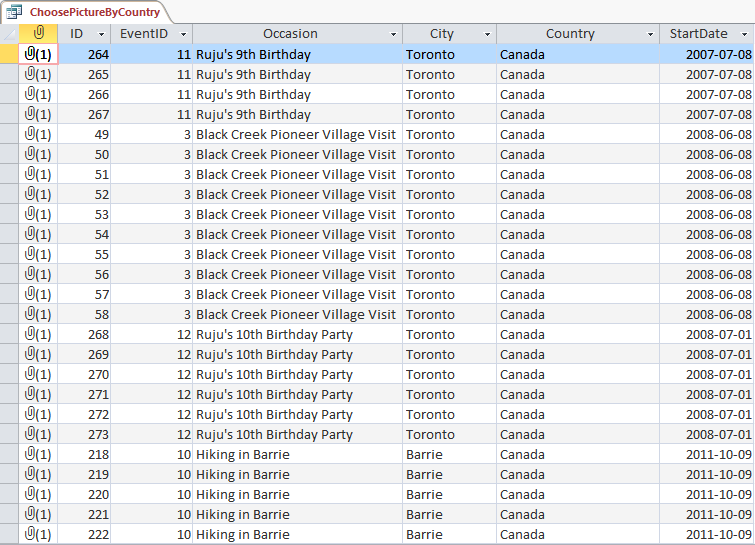 ChoosePictureByCountry
ID EventID Occasion City Country StartDate
(1) 264 11 Ruju's 9th Birthday Toronto Canada 2007-07-08
(1) 265 11 Ruju's 9th Birthday Toronto Canada 2007-07-08
(1) 266 11 Ruju's 9th Birthday Toronto Canada 2007-07-08
(1) 267 11 Ruju's 9th Birthday Toronto Canada 2007-07-08
(1) 49 3 Black Creek Pioneer Village Visit Toronto Canada 2008-06-08
(1) 50 3 Black Creek Pioneer Village Visit Toronto Canada 2008-06-08
(1) 51 3 Black Creek Pioneer Village Visit Toronto Canada 2008-06-08
(1) 52 3 Black Creek Pioneer Village Visit Toronto Canada 2008-06-08
(1) 53 3 Black Creek Pioneer Village Visit Toronto Canada 2008-06-08
(1) 54 3 Black Creek Pioneer Village Visit Toronto Canada 2008-06-08
(1) 55 3 Black Creek Pioneer Village Visit Toronto Canada 2008-06-08
(1) 56 3 Black Creek Pioneer Village Visit Toronto Canada 2008-06-08
(1) 57 3 Black Creek Pioneer Village Visit Toronto Canada 2008-06-08
(1) 58 3 Black Creek Pioneer Village Visit Toronto Canada 2008-06-08
(1) 268 12 Ruju's 10th Birthday Party Toronto Canada 2008-07-01
(1) 269 12 Ruju's 10th Birthday Party Toronto Canada 2008-07-01
(1) 270 12 Ruju's 10th Birthday Party Toronto Canada 2008-07-01
(1) 271 12 Ruju's 10th Birthday Party Toronto Canada 2008-07-01
(1) 272 12 Ruju's 10th Birthday Party Toronto Canada 2008-07-01
(1) 273 12 Ruju's 10th Birthday Party Toronto Canada 2008-07-01
(1) 218 10 Hiking in Barrie Barrie Canada 2011-10-09
(1) 219 10 Hiking in Barrie Barrie Canada 2011-10-09
(1) 220 10 Hiking in Barrie Barrie Canada 2011-10-09
(1) 221 10 Hiking in Barrie Barrie Canada 2011-10-09
(1) 222 10 Hiking in Barrie Barrie Canada 2011-10-09